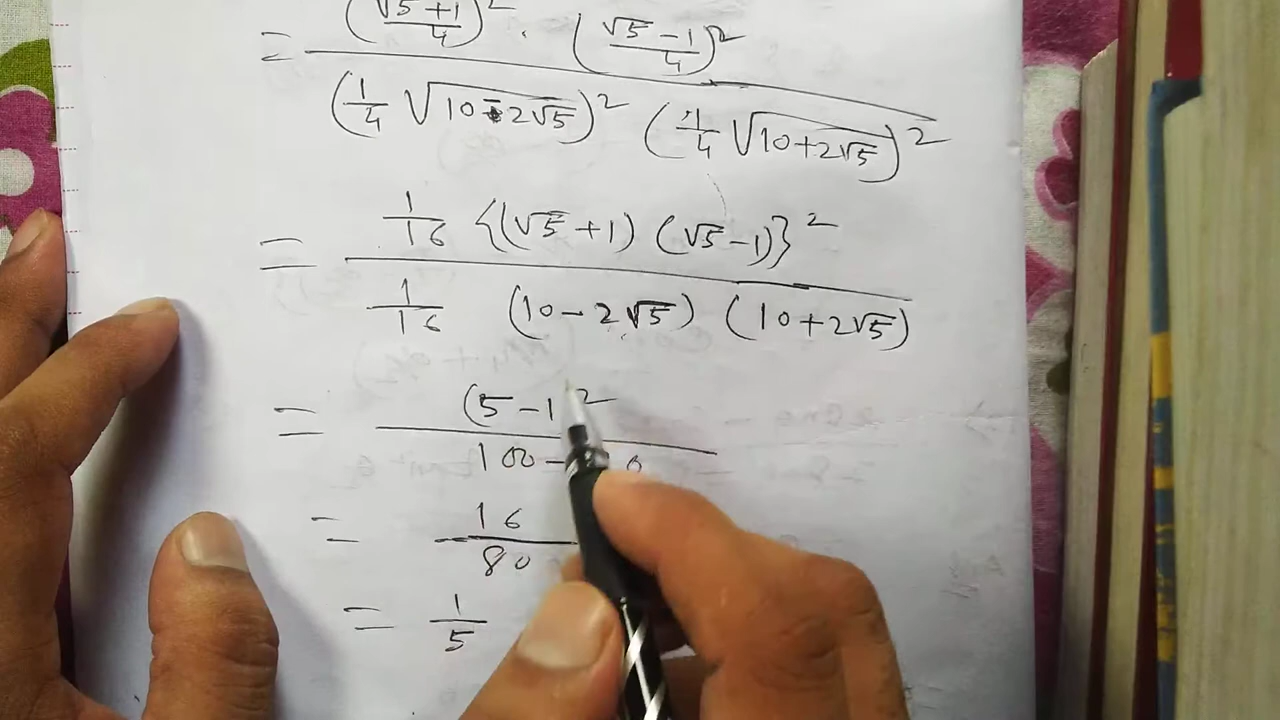 = ((√5 +1)/4)² · ((√5 -1)/4)² / (1/4 √(10-2√5))² (1/4 √(10+2√5))²
= 1/16 {(√5 +1) (√5 -1)}² / 1/16 (10-2√5) (10+2√5)
= (5-1)² / 100-
= 16/80
= 1/5